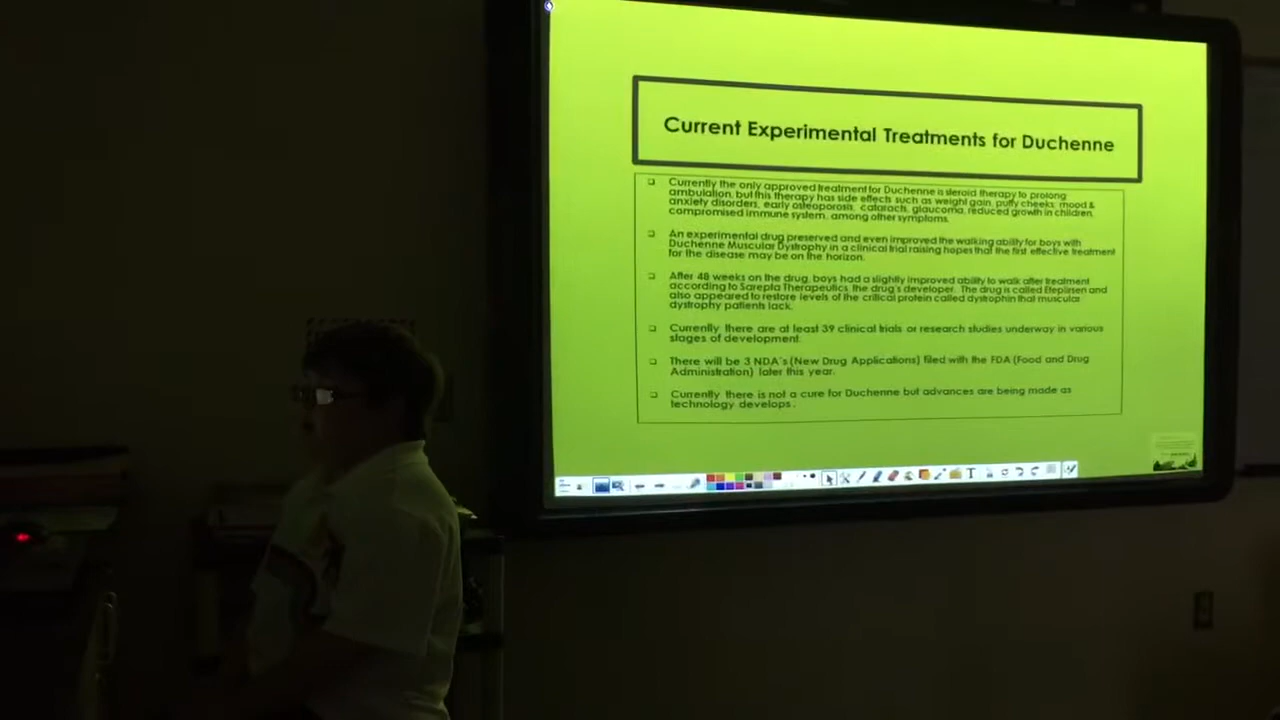 Current Experimental Treatments for Duchenne
Currently the only approved treatment for Duchenne is steroid therapy to prolong
ambulation, but this therapy has side effects such as weight gain, puffy cheeks, mood &
anxiety disorders, early osteoporosis, cataracts, glaucoma, reduced growth in children,
compromised immune system, among other symptoms.
An experimental drug preserved and even improved the walking ability for boys with
Duchenne Muscular Dystrophy in a clinical trial raising hopes that the first effective treatment
for the disease may be on the horizon.
After 48 weeks on the drug, boys had a slightly improved ability to walk after treatment
according to Sarepta Therapeutics, the drug's developer. The drug is called Eteplirsen and
also appeared to restore levels of the critical protein called dystrophin that muscular
dystrophy patients lack.
Currently there are at least 39 clinical trials or research studies underway in various
stages of development.
There will be 3 NDA's (New Drug Applications) filed with the FDA (Food and Drug
Administration) later this year.
Currently there is not a cure for Duchenne but advances are being made as
technology develops.
T